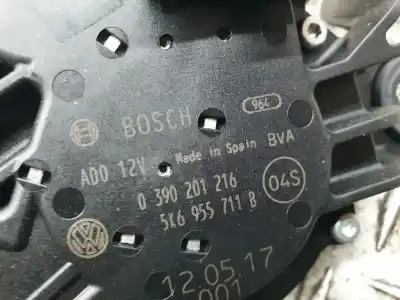 964
BOSCH
ADO 12V Made in Spain BVA
0 390 201 216
04S
5K6 955 711 B
12.05.17
001